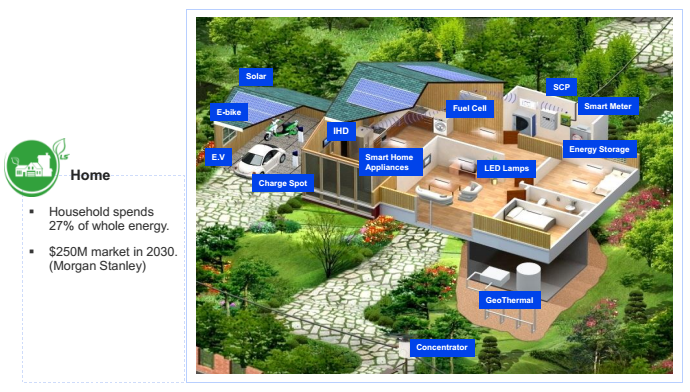 Solar
SCP
Smart Meter
E-bike
Fuel Cell
IHD
Energy Storage
E.V
Smart Home
Appliances
LED Lamps
Charge Spot
LS
Home
▪ Household spends
27% of whole energy.
▪ $250M market in 2030.
(Morgan Stanley)
GeoThermal
Concentrator